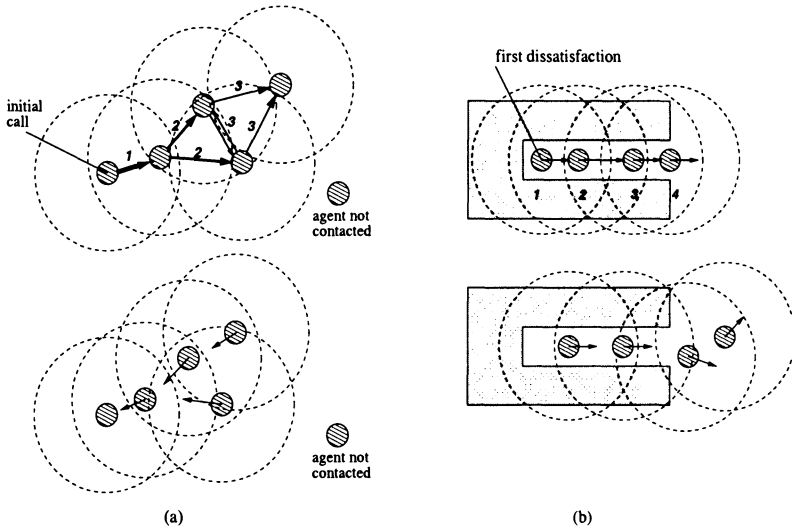 initial
call
1
2
2
3
3
3
agent not
contacted
agent not
contacted
(a)
first dissatisfaction
1
2
3
4
(b)